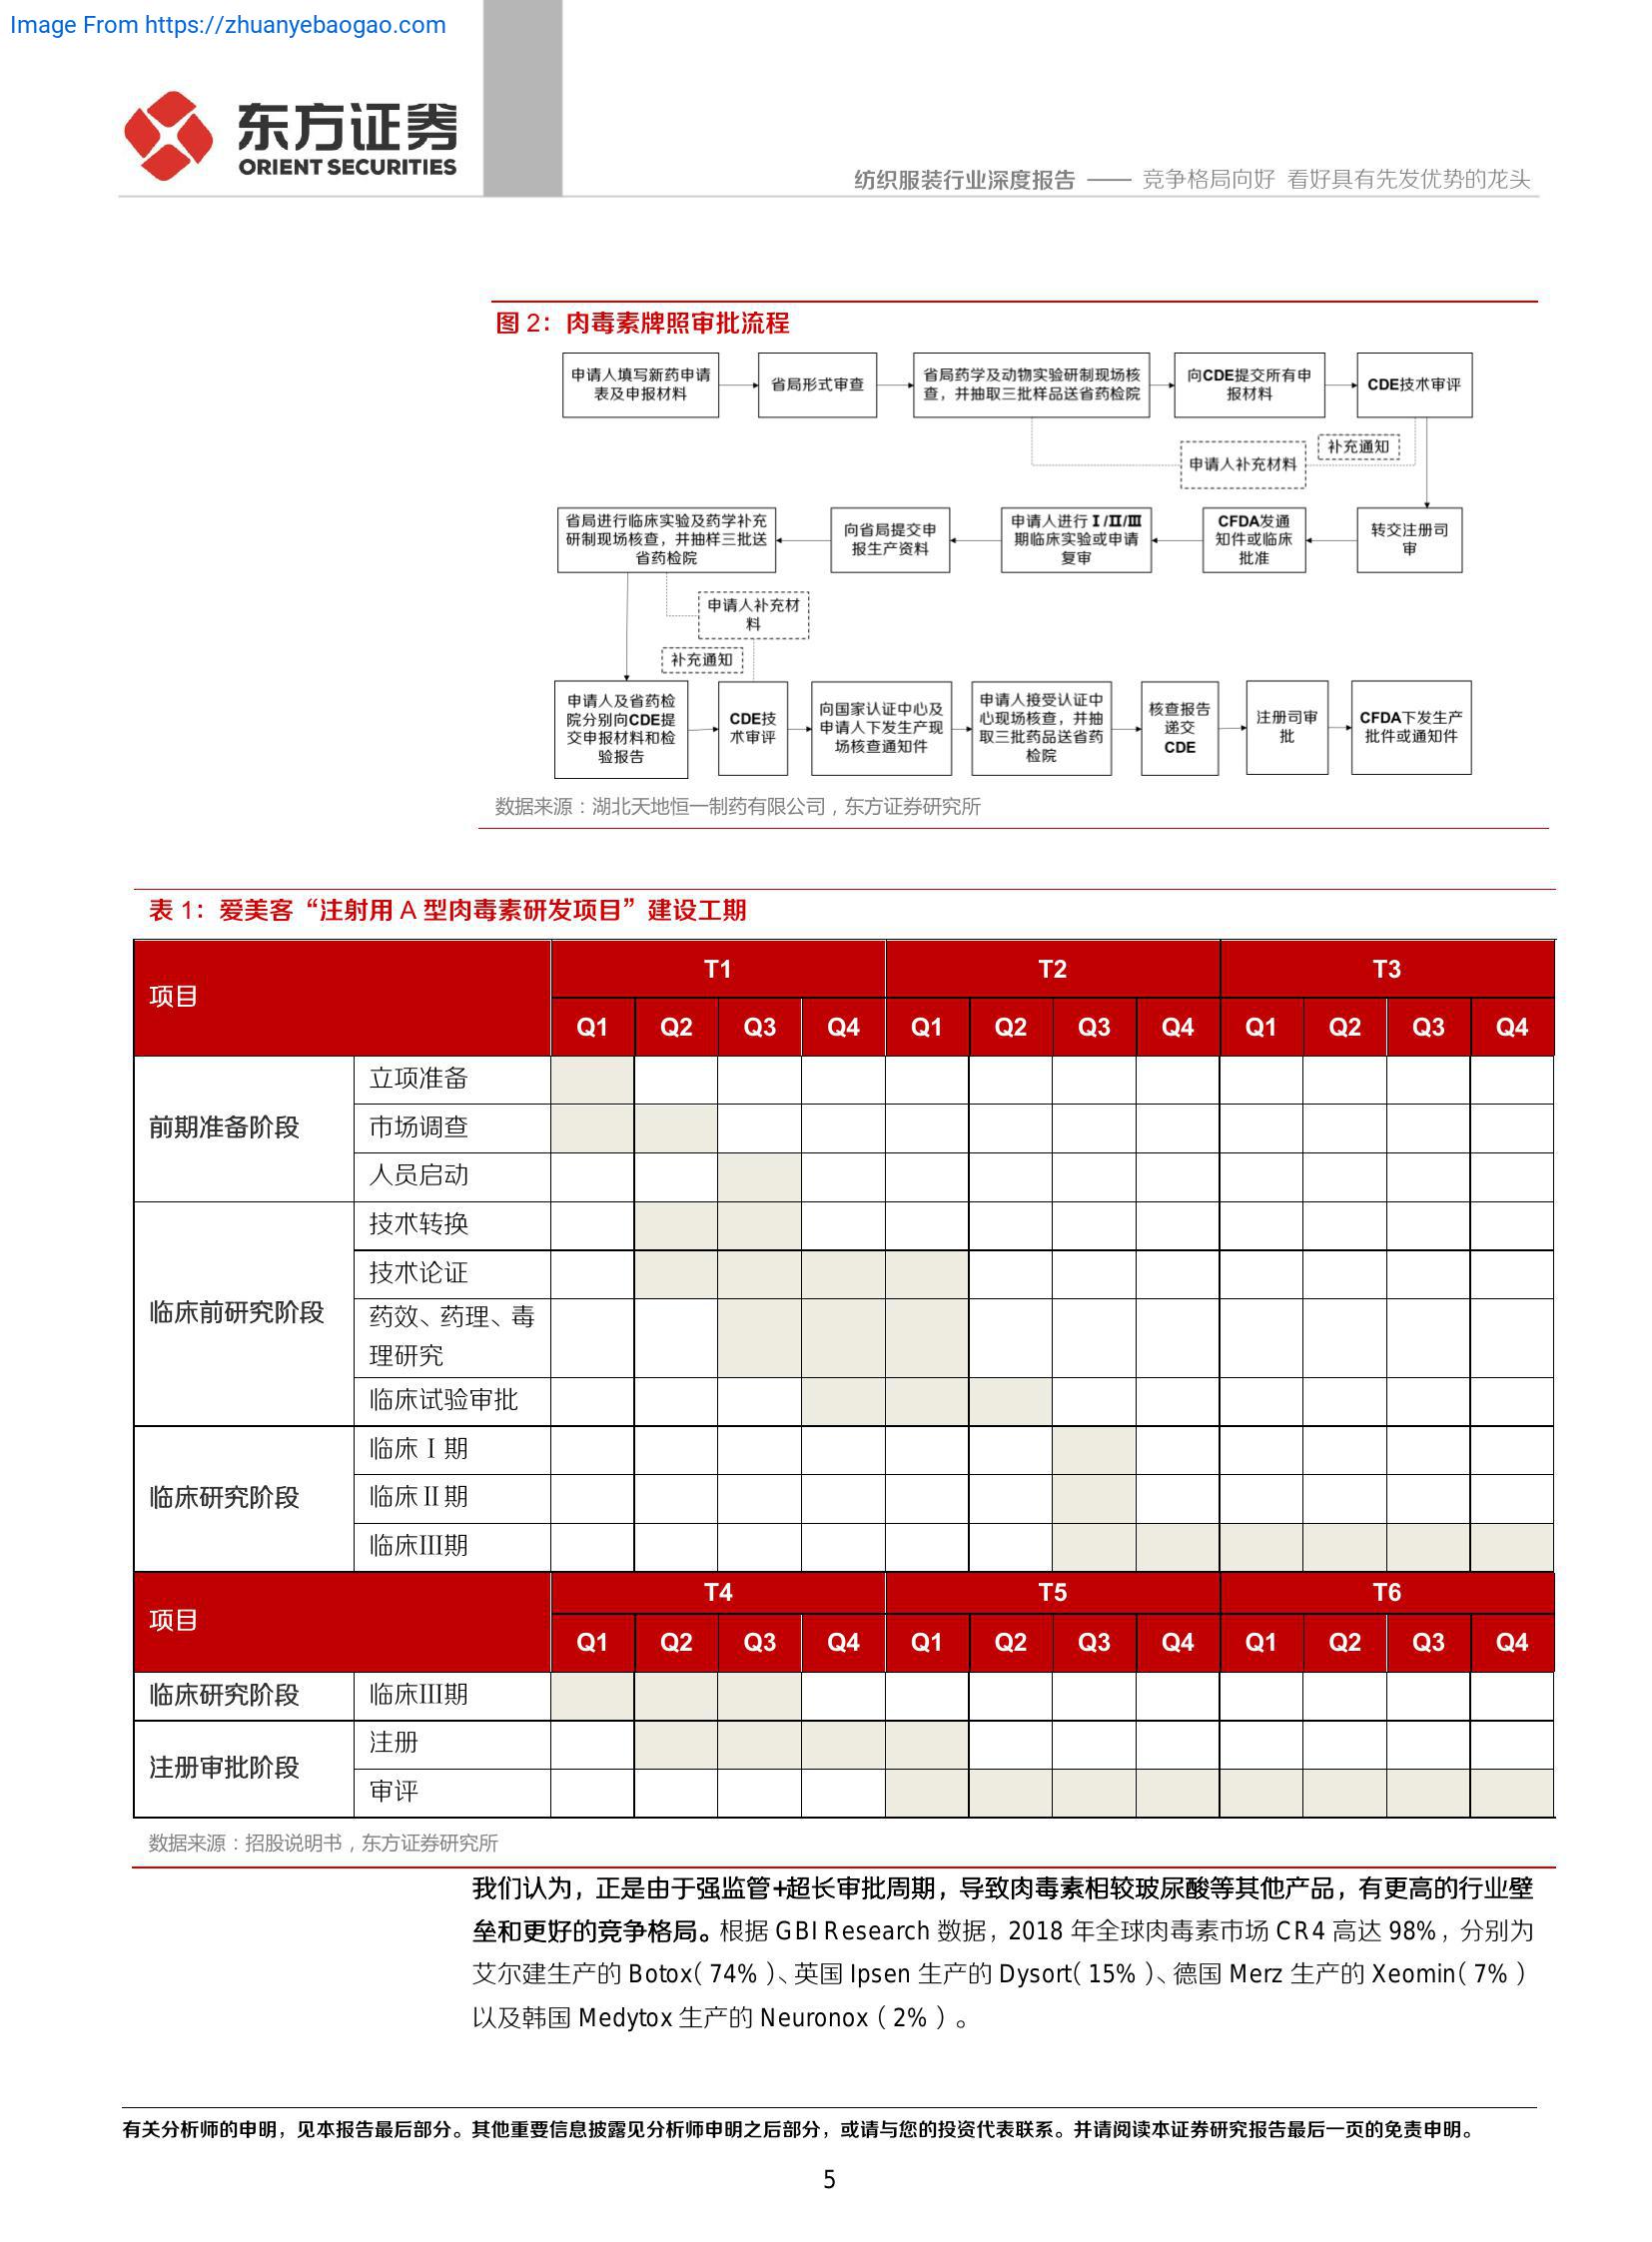 Image From https://zhuanyebaogao.com
东方证券
ORIENT SECURITIES
纺织服装行业深度报告 —— 竞争格局向好 看好具有先发优势的龙头
图 2：肉毒素牌照审批流程
申请人填写新药申请
表及申报材料
省局形式审查
省局药学及动物实验研制现场核
查，并抽取三批样品送省药检院
向CDE提交所有申
报材料
CDE技术审评
补充通知
申请人补充材料
省局进行临床实验及药学补充
研制现场核查，并抽样三批送
省药检院
向省局提交申
报生产资料
申请人进行Ⅰ/Ⅱ/Ⅲ
期临床实验或申请
复审
CFDA发通
知件或临床
批准
转交注册司
审
申请人补充材
料
补充通知
申请人及省药检
院分别向CDE提
交申报材料和检
验报告
CDE技
术审评
向国家认证中心及
申请人下发生产现
场核查通知件
申请人接受认证中
心现场核查，并抽
取三批药品送省药
检院
核查报告
递交
CDE
注册司审
批
CFDA下发生产
批件或通知件
数据来源：湖北天地恒一制药有限公司，东方证券研究所
表 1：爱美客“注射用 A 型肉毒素研发项目”建设工期
项目 T1 T2 T3
Q1 Q2 Q3 Q4 Q1 Q2 Q3 Q4 Q1 Q2 Q3 Q4
前期准备阶段
立项准备
市场调查
人员启动
临床前研究阶段
技术转换
技术论证
药效、药理、毒
理研究
临床试验审批
临床研究阶段
临床Ⅰ期
临床Ⅱ期
临床Ⅲ期
项目 T4 T5 T6
Q1 Q2 Q3 Q4 Q1 Q2 Q3 Q4 Q1 Q2 Q3 Q4
临床研究阶段 临床Ⅲ期
注册审批阶段
注册
审评
数据来源：招股说明书，东方证券研究所
我们认为，正是由于强监管+超长审批周期，导致肉毒素相较玻尿酸等其他产品，有更高的行业壁
垒和更好的竞争格局。根据 GBI Research 数据，2018 年全球肉毒素市场 CR4 高达 98%，分别为
艾尔建生产的 Botox（74%）、英国 Ipsen 生产的 Dysort（15%）、德国 Merz 生产的 Xeomin（7%）
以及韩国 Medytox 生产的 Neuronox（2%）。
有关分析师的申明，见本报告最后部分。其他重要信息披露见分析师申明之后部分，或请与您的投资代表联系。并请阅读本证券研究报告最后一页的免责申明。
5